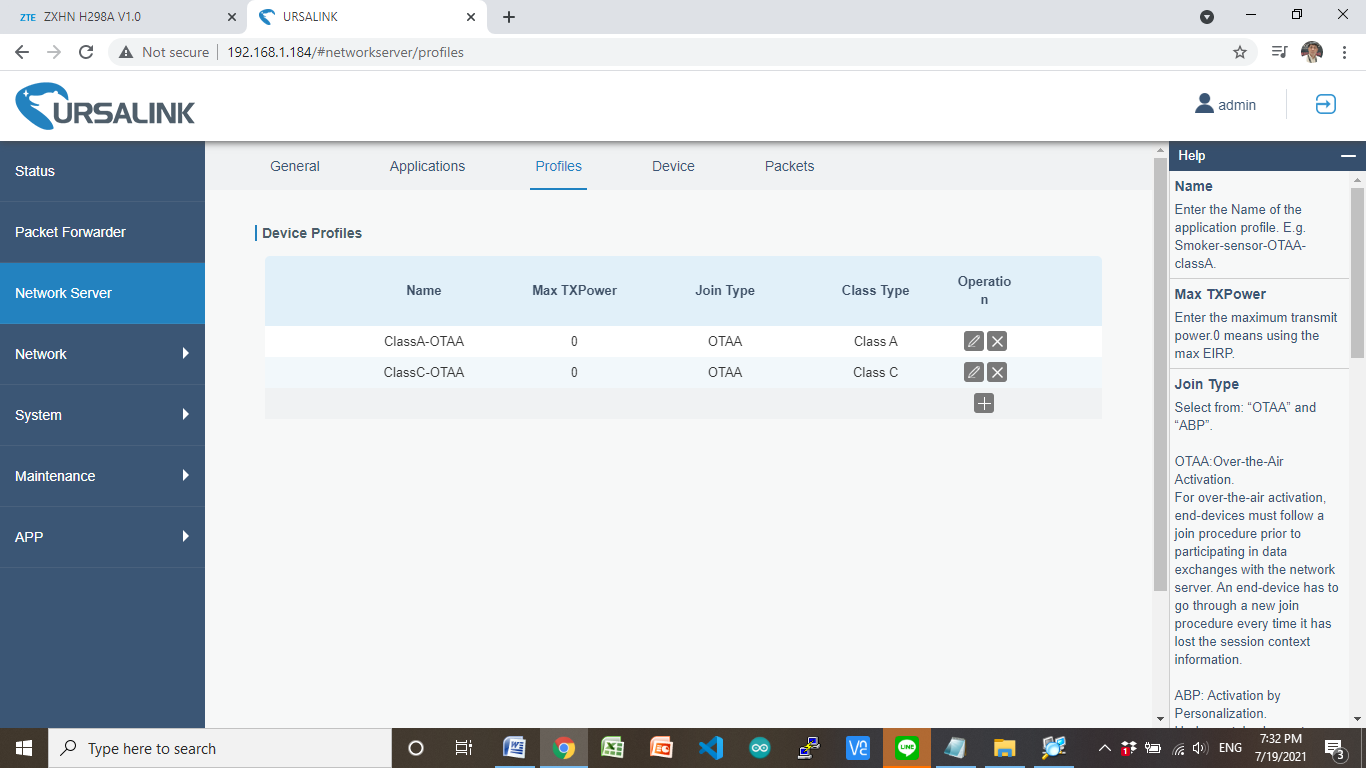 ZTE ZXHN H298A V1.0
URSALINK
Not secure 192.168.1.184/#networkserver/profiles
URSALINK
admin
Status
Packet Forwarder
Network Server
Network
System
Maintenance
APP
General Applications Profiles Device Packets
Device Profiles
Name Max TXPower Join Type Class Type Operatio
n
ClassA-OTAA 0 OTAA Class A
ClassC-OTAA 0 OTAA Class C
Help
Name
Enter the Name of the
application profile. E.g.
Smoker-sensor-OTAA-
classA.
Max TXPower
Enter the maximum transmit
power.0 means using the
max EIRP.
Join Type
Select from: “OTAA” and
“ABP”.
OTAA:Over-the-Air
Activation.
For over-the-air activation,
end-devices must follow a
join procedure prior to
participating in data
exchanges with the network
server. An end-device has to
go through a new join
procedure every time it has
lost the session context
information.
ABP: Activation by
Personalization.
Type here to search
LINE
1
ENG
7:32 PM
7/19/2021
3